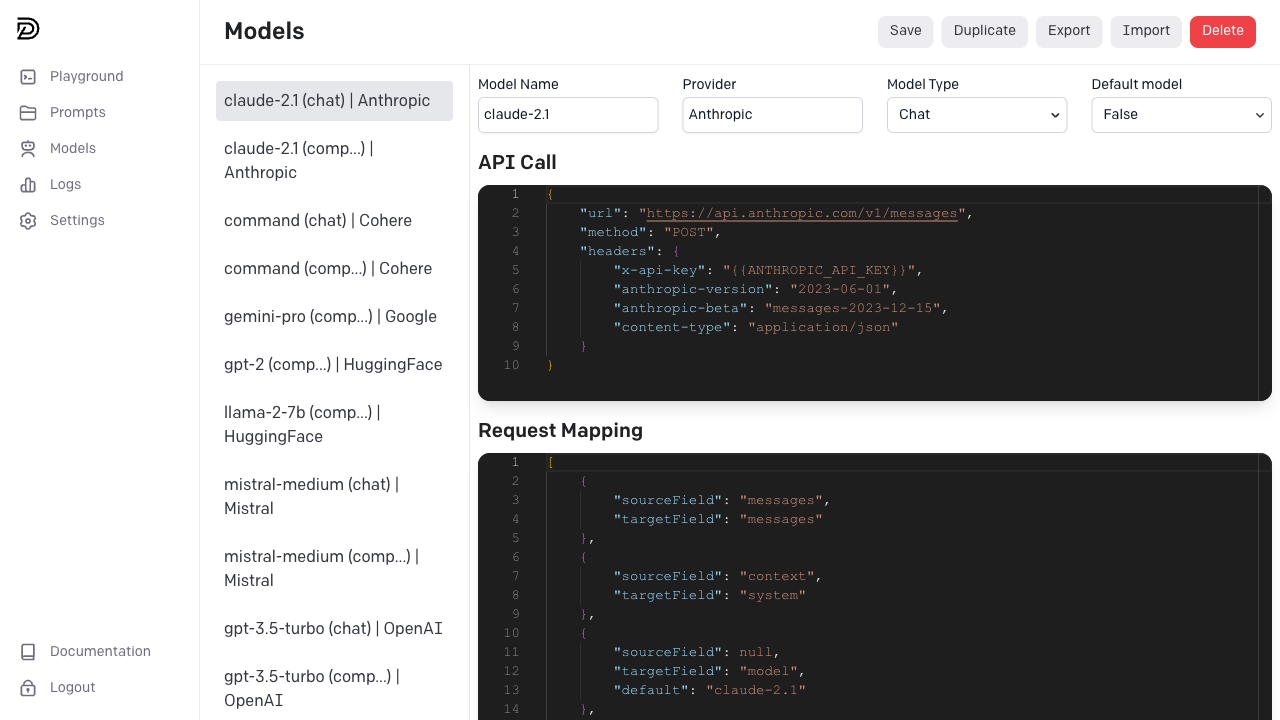 Models
Save
Duplicate
Export
Import
Delete
Playground
Prompts
Models
Logs
Settings
Documentation
Logout
claude-2.1 (chat) | Anthropic
claude-2.1 (comp...) |
Anthropic
command (chat) | Cohere
command (comp...) | Cohere
gemini-pro (comp...) | Google
gpt-2 (comp...) | HuggingFace
llama-2-7b (comp...) |
HuggingFace
mistral-medium (chat) |
Mistral
mistral-medium (comp...) |
Mistral
gpt-3.5-turbo (chat) | OpenAI
gpt-3.5-turbo (comp...) |
OpenAI
Model Name
Provider
Model Type
Default model
claude-2.1
Anthropic
Chat
False
API Call
1 {
2 "url": "https://api.anthropic.com/v1/messages",
3 "method": "POST",
4 "headers": {
5 "x-api-key": "{{ANTHROPIC_API_KEY}}",
6 "anthropic-version": "2023-06-01",
7 "anthropic-beta": "messages-2023-12-15",
8 "content-type": "application/json"
9 }
10 }
Request Mapping
1 [
2 {
3 "sourceField": "messages",
4 "targetField": "messages"
5 },
6 {
7 "sourceField": "context",
8 "targetField": "system"
9 },
10 {
11 "sourceField": null,
12 "targetField": "model",
13 "default": "claude-2.1"
14 },